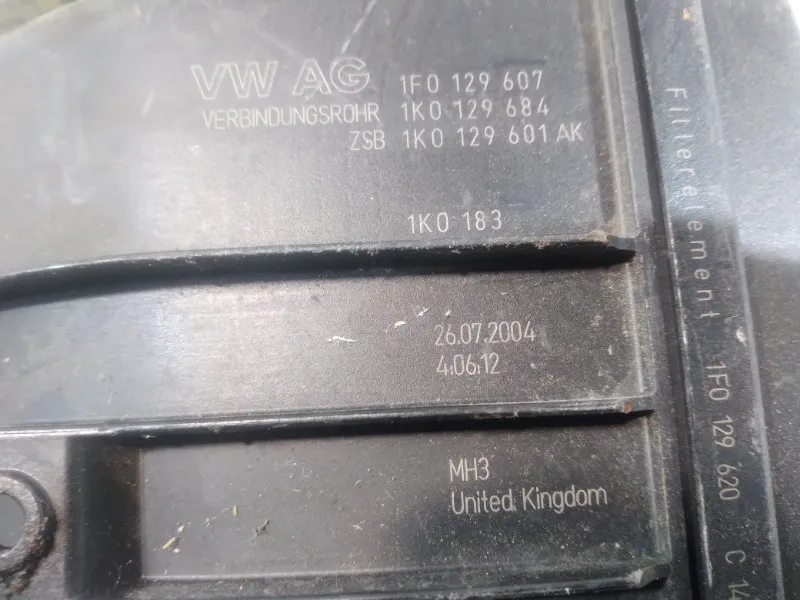 VW AG 1F0 129 607
VERBINDUNGSROHR 1K0 129 684
ZSB 1K0 129 601 AK
1K0 183
26.07.2004
4:06:12
MH3
United Kingdom
Filterelement 1F0 129 620 C 14